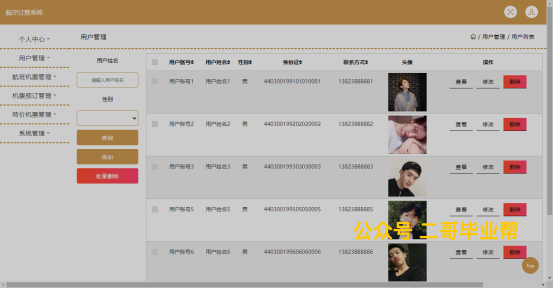 航空订票系统
个人中心
用户管理
航班机票管理
机票预订管理
特价机票管理
系统管理
用户管理
/ 用户管理 / 用户列表
用户姓名
请输入用户姓名
性别
查询
添加
批量删除
用户账号 用户姓名 性别 身份证 联系方式 头像 操作
用户账号1 用户姓名1 男 440300199101010001 13823888881 查看 修改 删除
用户账号2 用户姓名2 男 440300199202020002 13823888882 查看 修改 删除
用户账号3 用户姓名3 男 440300199303030003 13823888883 查看 修改 删除
用户账号5 用户姓名5 男 440300199505050005 13823888885 查看 修改 删除
公众号 二哥毕业帮
用户账号6 用户姓名6 男 440300199606060006 13823888886 查看 修改 删除
Top